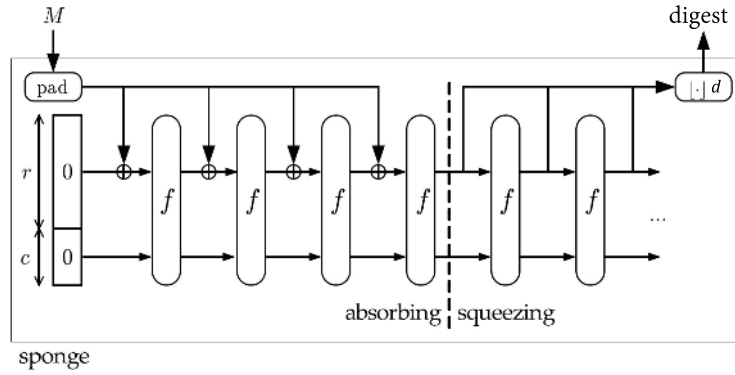 M
digest
pad
⌊·⌋ d
r
0
f
f
f
f
f
f
...
c
0
absorbing
squeezing
sponge